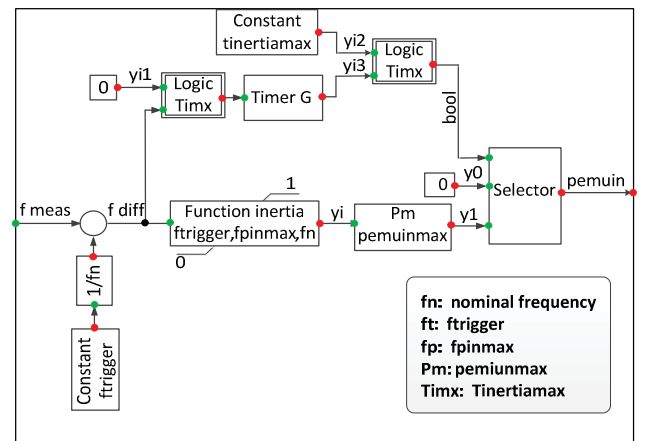 Constant
tinertiamax
yi2
yi3
Logic
Timx
0
yi1
Logic
Timx
Timer G
bool
f meas
f diff
1
Function inertia
ftrigger,fpinmax,fn
0
yi
Pm
pemuinmax
0
y0
y1
Selector
pemuin
1/fn
Constant
ftrigger
fn: nominal frequency
ft: ftrigger
fp: fpinmax
Pm: pemiunmax
Timx: Tinertiamax